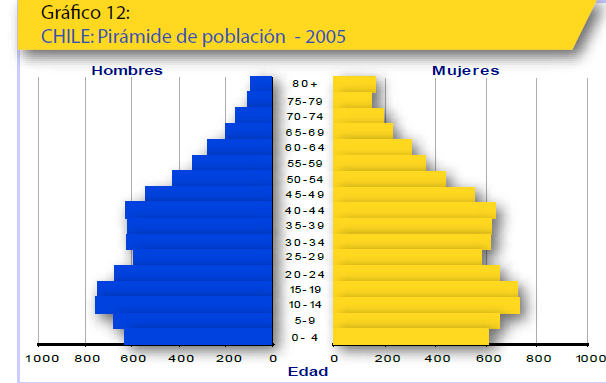 Gráfico 12:
CHILE: Pirámide de población - 2005
Hombres
Mujeres
80+
75-79
70-74
65-69
60-64
55-59
50-54
45-49
40-44
35-39
30-34
25-29
20-24
15-19
10-14
5-9
0-4
1000 800 600 400 200 0
0 200 400 600 800 1000
Edad